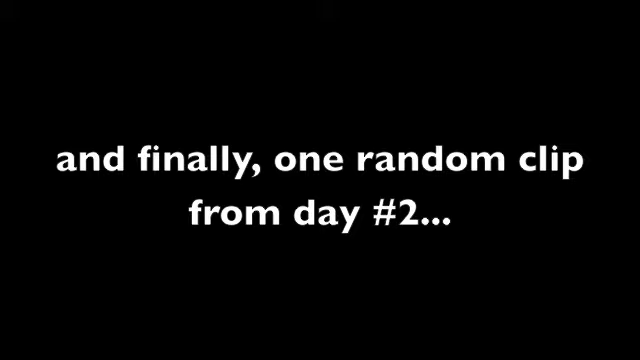 and finally, one random clip
from day #2...